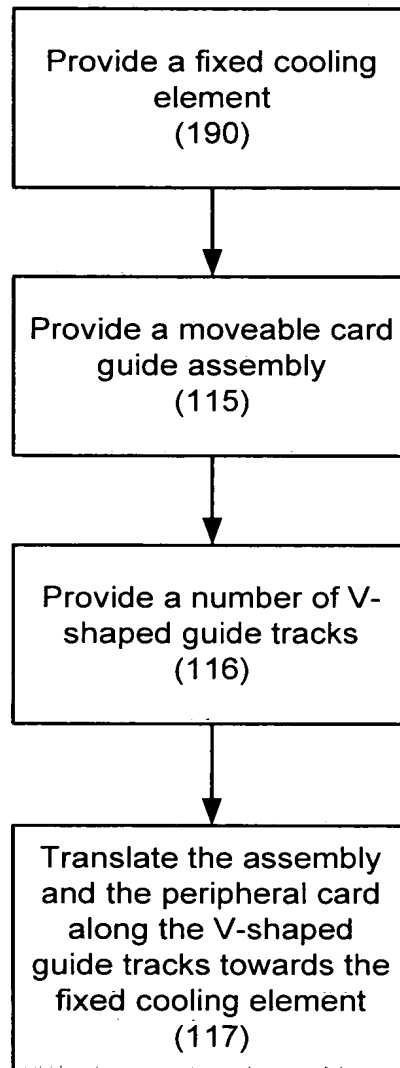 Provide a fixed cooling
element
(190)
Provide a moveable card
guide assembly
(115)
Provide a number of V-
shaped guide tracks
(116)
Translate the assembly
and the peripheral card
along the V-shaped
guide tracks towards the
fixed cooling element
(117)